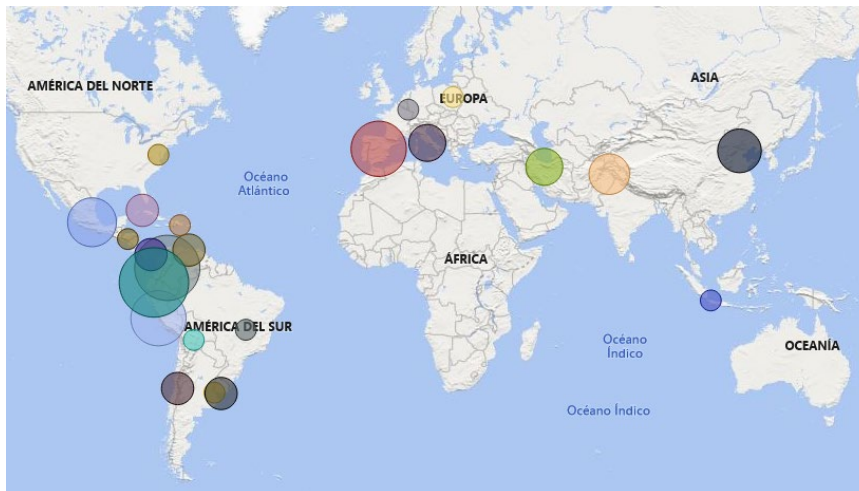 AMÉRICA DEL NORTE
ASIA
EUROPA
Océano
Atlántico
ÁFRICA
AMÉRICA DEL SUR
Océano
Índico
OCEANÍA
Océano Índico